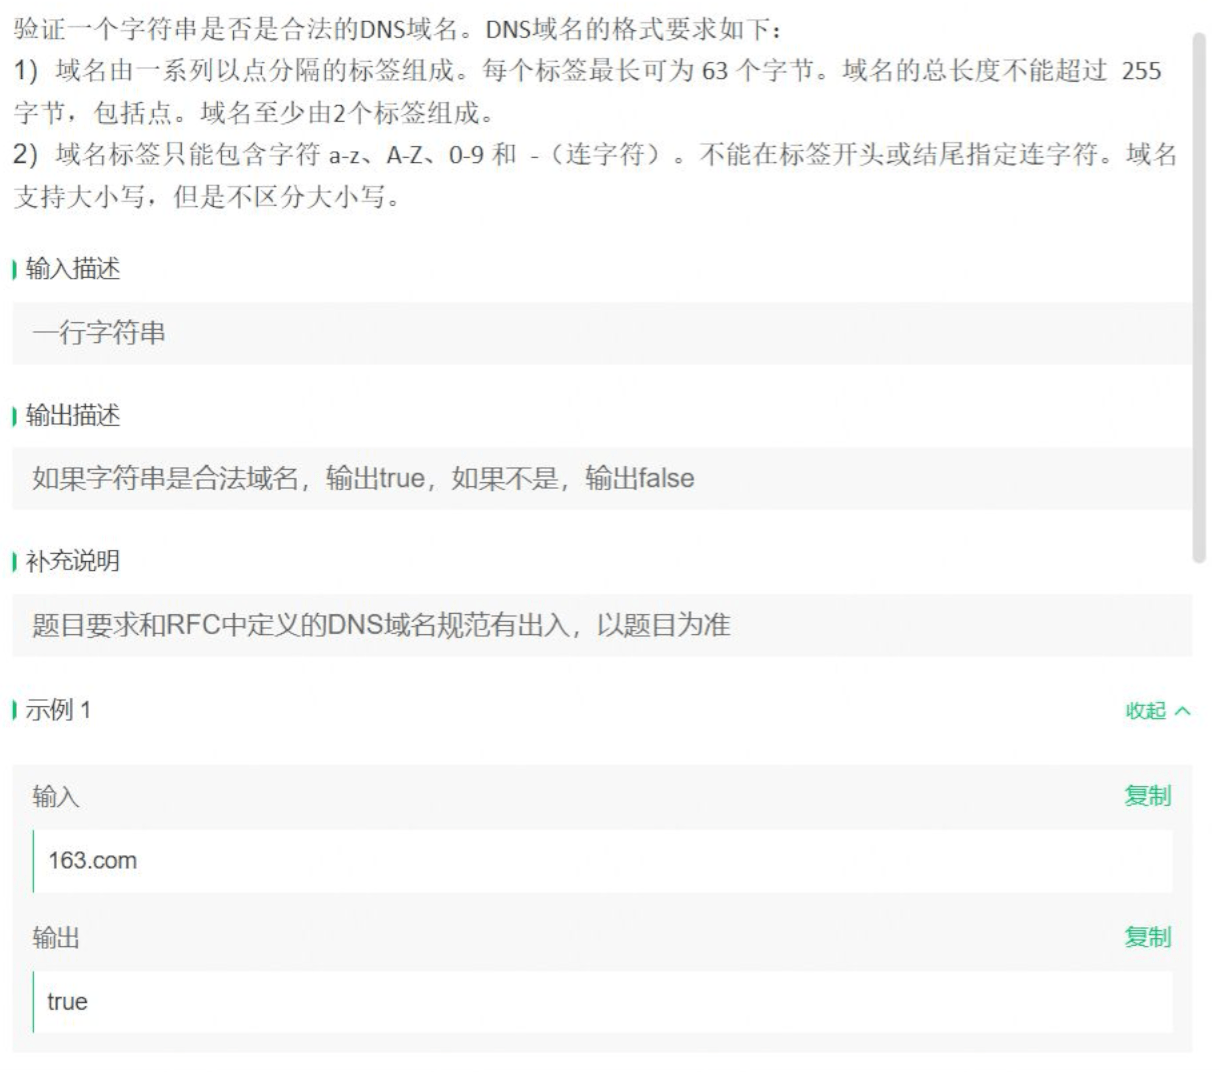 验证一个字符串是否是合法的DNS域名。DNS域名的格式要求如下：
1）域名由一系列以点分隔的标签组成。每个标签最长可为 63 个字节。域名的总长度不能超过 255
字节，包括点。域名至少由2个标签组成。
2）域名标签只能包含字符 a-z、A-Z、0-9 和 -（连字符）。不能在标签开头或结尾指定连字符。域名
支持大小写，但是不区分大小写。
输入描述
一行字符串
输出描述
如果字符串是合法域名，输出true，如果不是，输出false
补充说明
题目要求和RFC中定义的DNS域名规范有出入，以题目为准
示例 1 收起
输入 复制
163.com
输出 复制
true